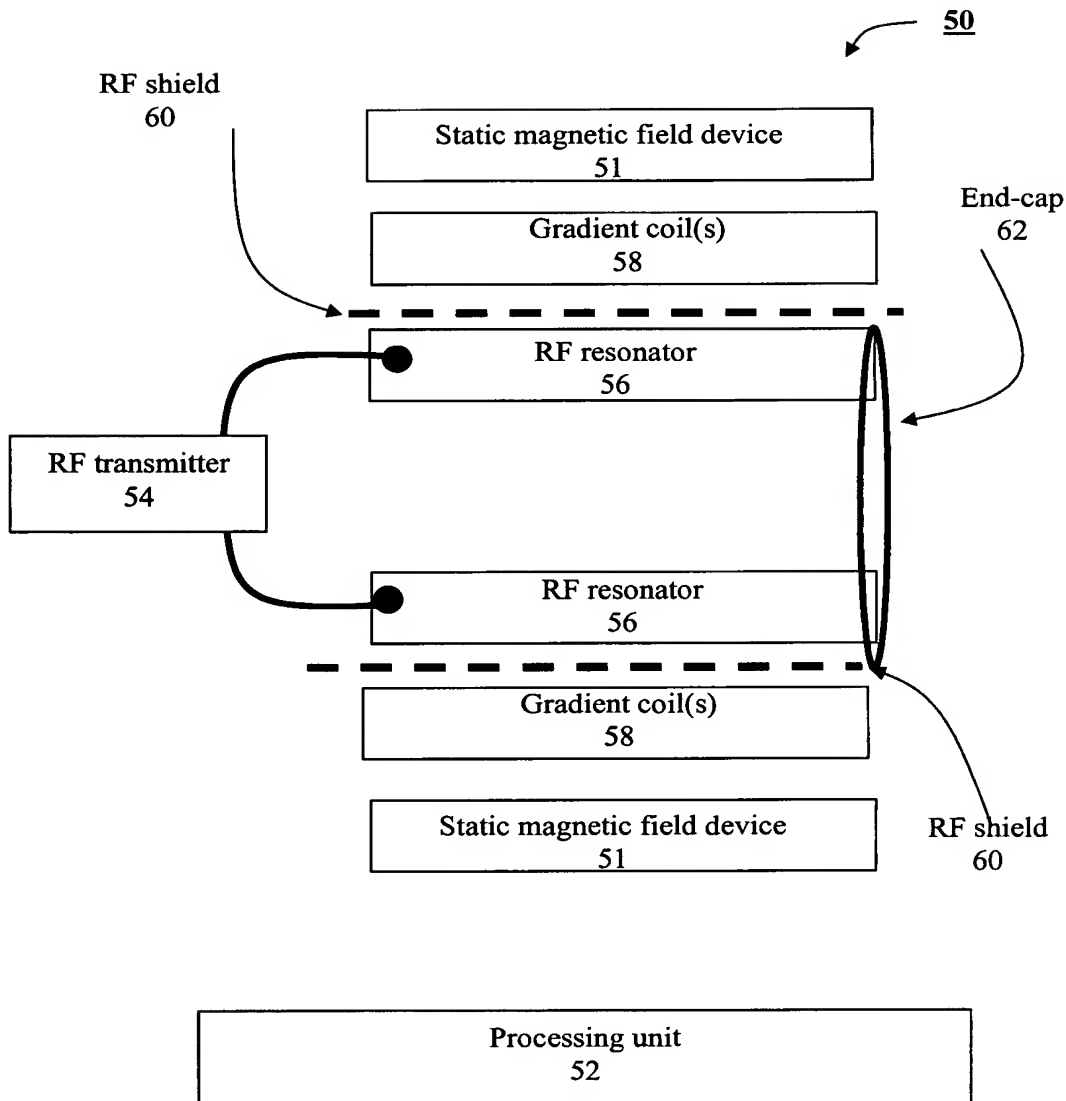 50
RF shield
60
Static magnetic field device
51
End-cap
62
Gradient coil(s)
58
RF resonator
56
RF transmitter
54
RF resonator
56
Gradient coil(s)
58
Static magnetic field device
51
RF shield
60
Processing unit
52